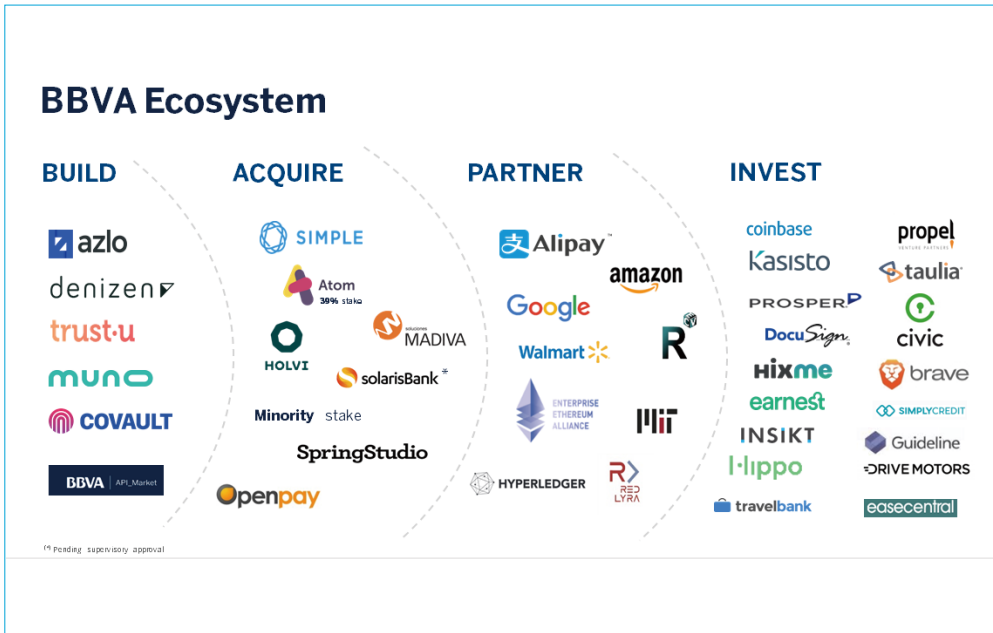 BBVA Ecosystem
BUILD
azlo
denizen
trust·u
muno
COVAULT
BBVA | API_Market
ACQUIRE
SIMPLE
Atom
39% stake
HOLVI
soluciones
MADIVA
solarisBank *
Minority stake
SpringStudio
Openpay
PARTNER
支 Alipay ™
amazon
Google
Walmart
R
ENTERPRISE
ETHEREUM
ALLIANCE
MIT
HYPERLEDGER
R
RED
LYRA
INVEST
coinbase
Kasisto
PROSPER
DocuSign
Hixme
earnest
INSIKT
Hippo
travelbank
propel
VENTURE PARTNERS
taulia
civic
brave
SIMPLYCREDIT
Guideline
DRIVE MOTORS
easecentral
(*) Pending supervisory approval